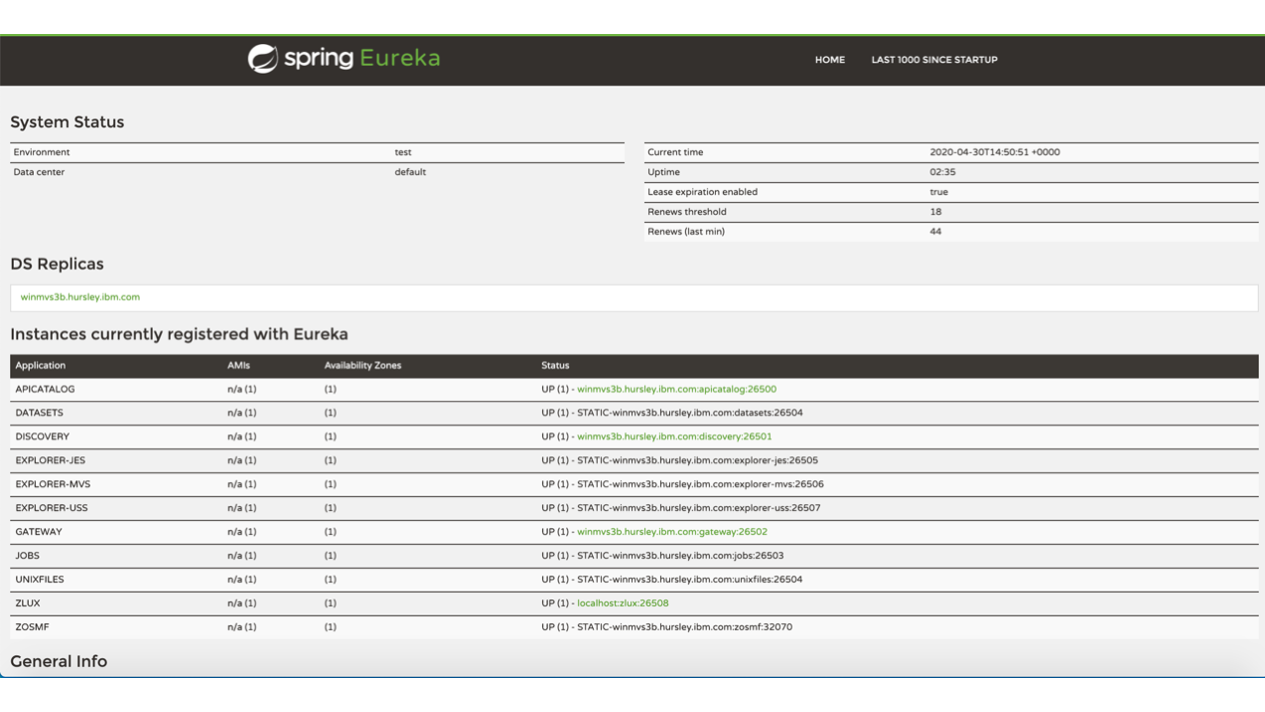 spring Eureka HOME LAST 1000 SINCE STARTUP
System Status
Environment test
Data center default
Current time 2020-04-30T14:50:51 +0000
Uptime 02:35
Lease expiration enabled true
Renews threshold 18
Renews (last min) 44
DS Replicas
winmvs3b.hursley.ibm.com
Instances currently registered with Eureka
Application AMIs Availability Zones Status
APICATALOG n/a (1) (1) UP (1) - winmvs3b.hursley.ibm.com:apicatalog:26500
DATASETS n/a (1) (1) UP (1) - STATIC-winmvs3b.hursley.ibm.com:datasets:26504
DISCOVERY n/a (1) (1) UP (1) - winmvs3b.hursley.ibm.com:discovery:26501
EXPLORER-JES n/a (1) (1) UP (1) - STATIC-winmvs3b.hursley.ibm.com:explorer-jes:26505
EXPLORER-MVS n/a (1) (1) UP (1) - STATIC-winmvs3b.hursley.ibm.com:explorer-mvs:26506
EXPLORER-USS n/a (1) (1) UP (1) - STATIC-winmvs3b.hursley.ibm.com:explorer-uss:26507
GATEWAY n/a (1) (1) UP (1) - winmvs3b.hursley.ibm.com:gateway:26502
JOBS n/a (1) (1) UP (1) - STATIC-winmvs3b.hursley.ibm.com:jobs:26503
UNIXFILES n/a (1) (1) UP (1) - STATIC-winmvs3b.hursley.ibm.com:unixfiles:26504
ZLUX n/a (1) (1) UP (1) - localhost:zlux:26508
ZOSMF n/a (1) (1) UP (1) - STATIC-winmvs3b.hursley.ibm.com:zosmf:32070
General Info